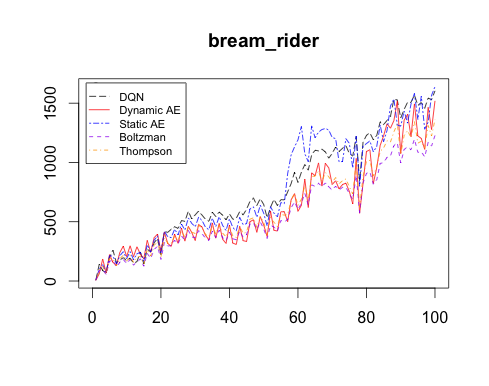 bream_rider
DQN
Dynamic AE
Static AE
Boltzman
Thompson
1500
1000
500
0
0 20 40 60 80 100